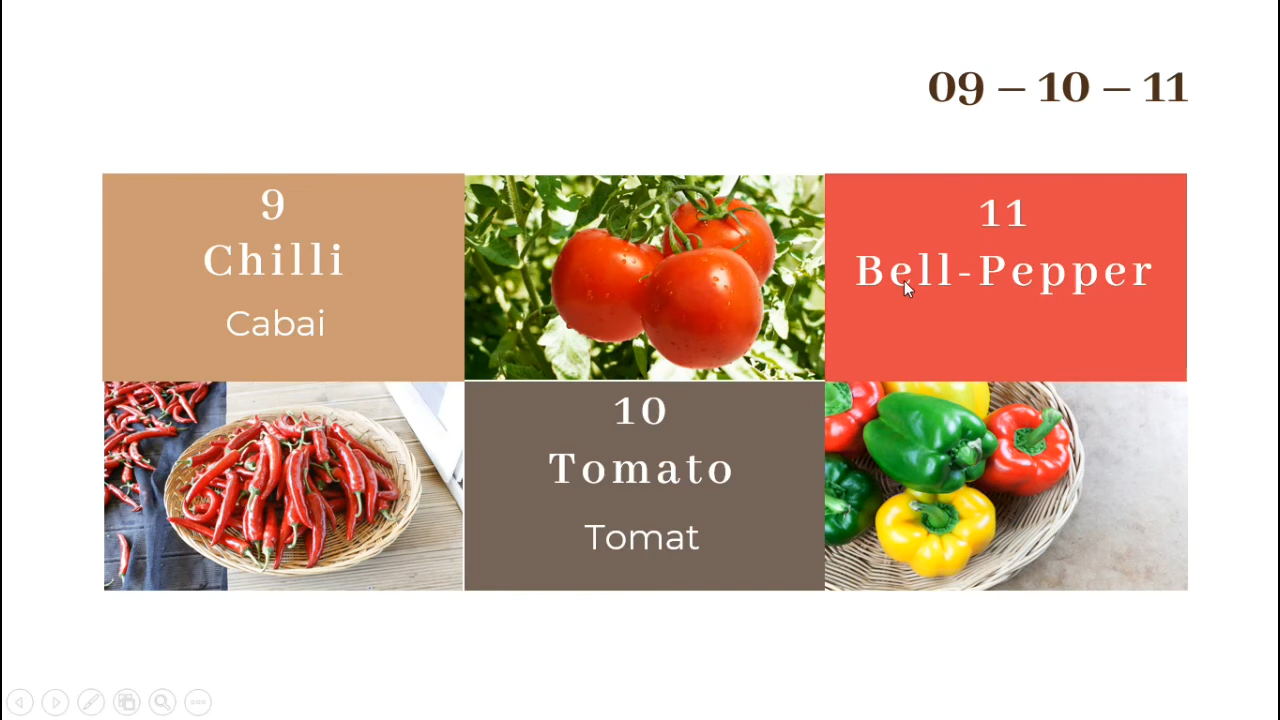 09 – 10 – 11
9
Chilli
Cabai
10
Tomato
Tomat
11
Bell-Pepper